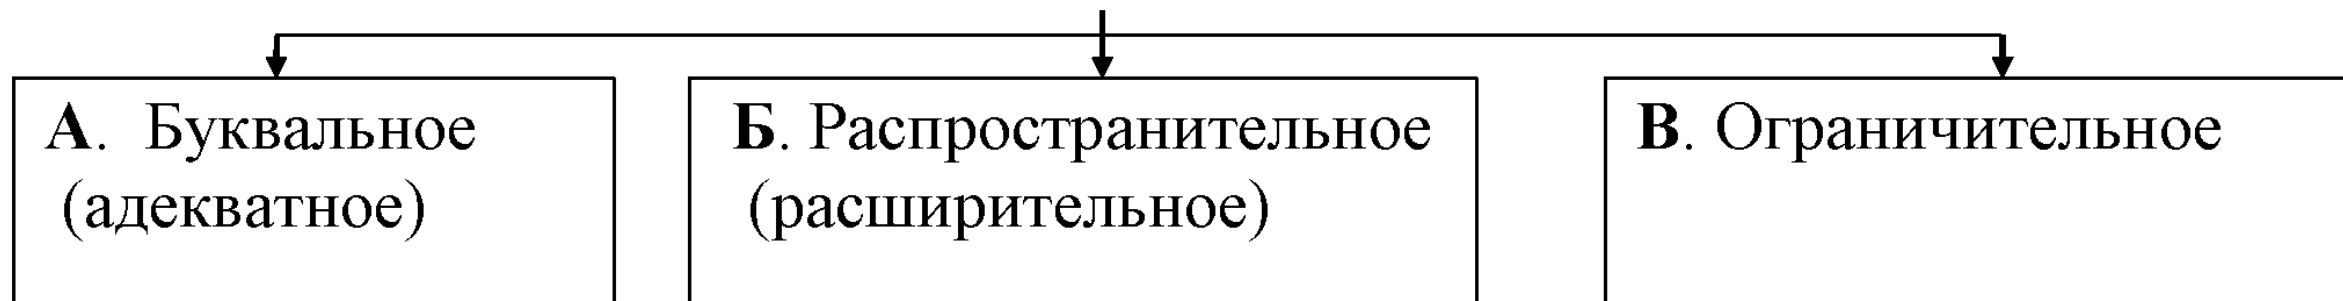 А. Буквальное
(адекватное)
Б. Распространительное
(расширительное)
В. Ограничительное